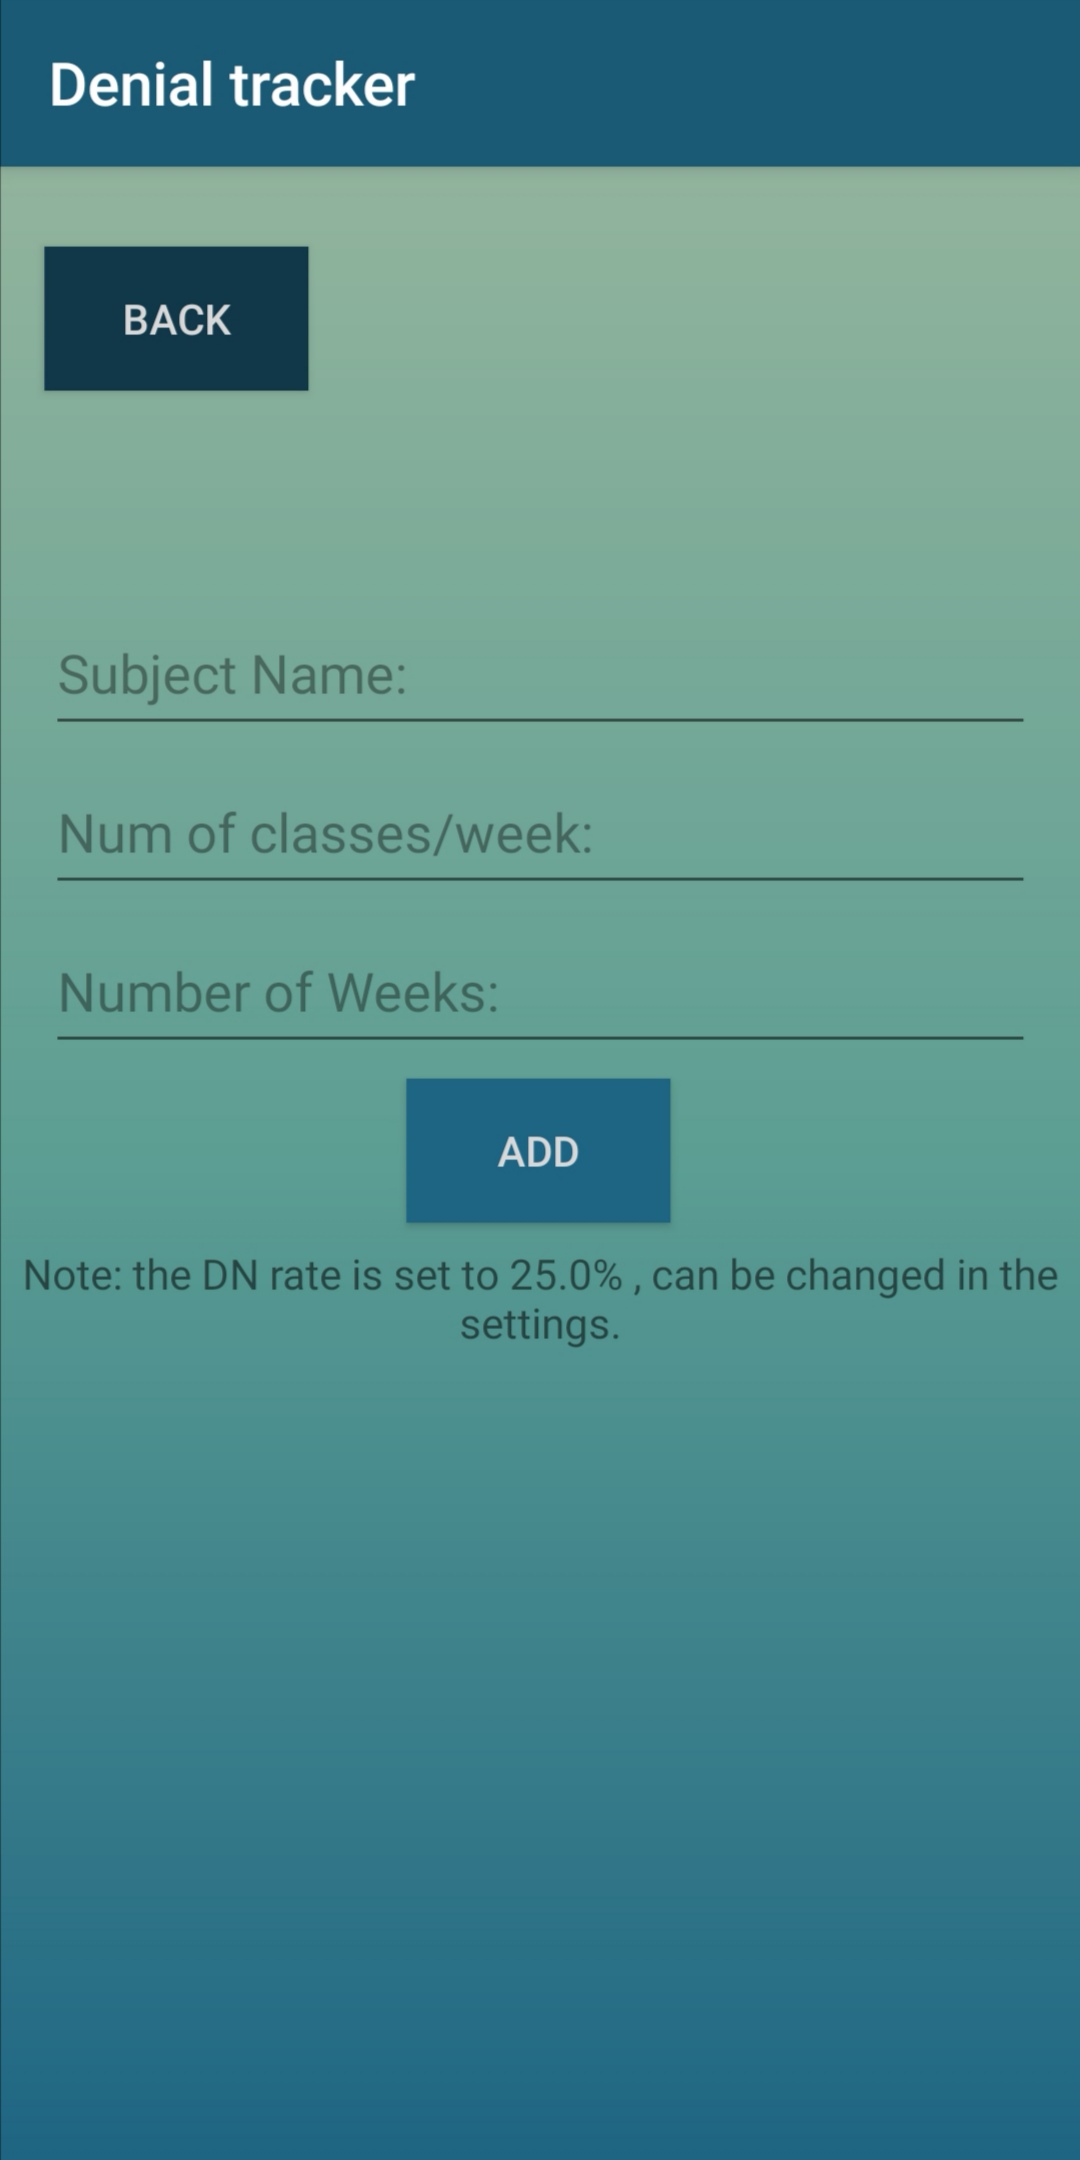 Denial tracker
BACK
Subject Name:
Num of classes/week:
Number of Weeks:
ADD
Note: the DN rate is set to 25.0% , can be changed in the
settings.